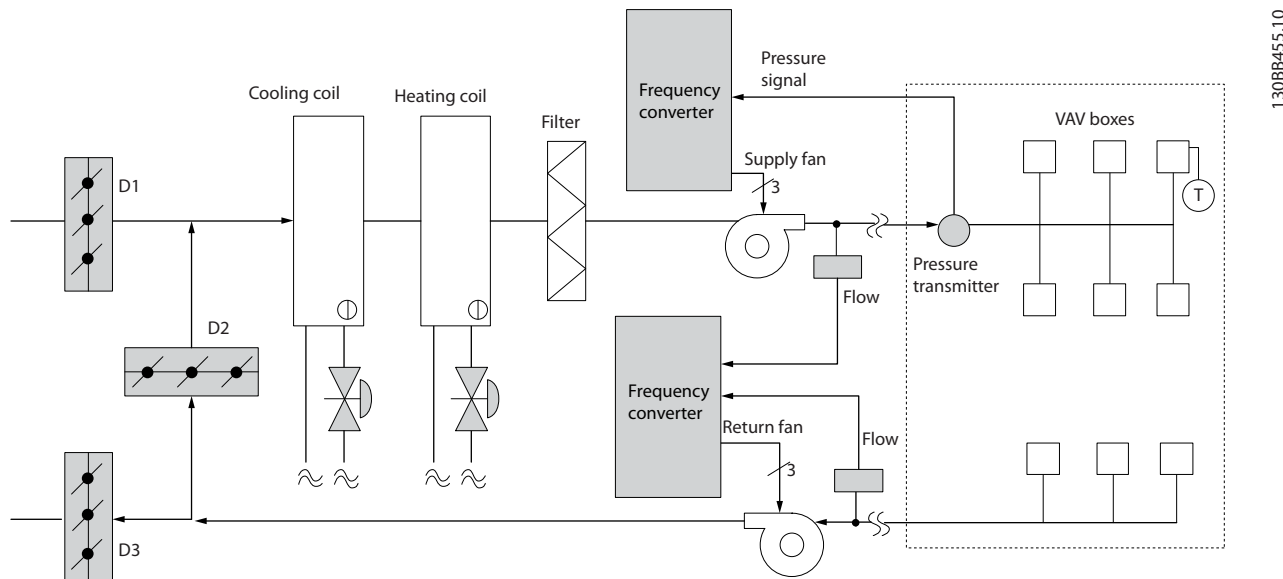 130BB455.10
Pressure
signal
Cooling coil
Heating coil
Frequency
converter
VAV boxes
Filter
Supply fan
3
D1
T
Pressure
transmitter
Flow
D2
Frequency
converter
Return fan
Flow
3
D3